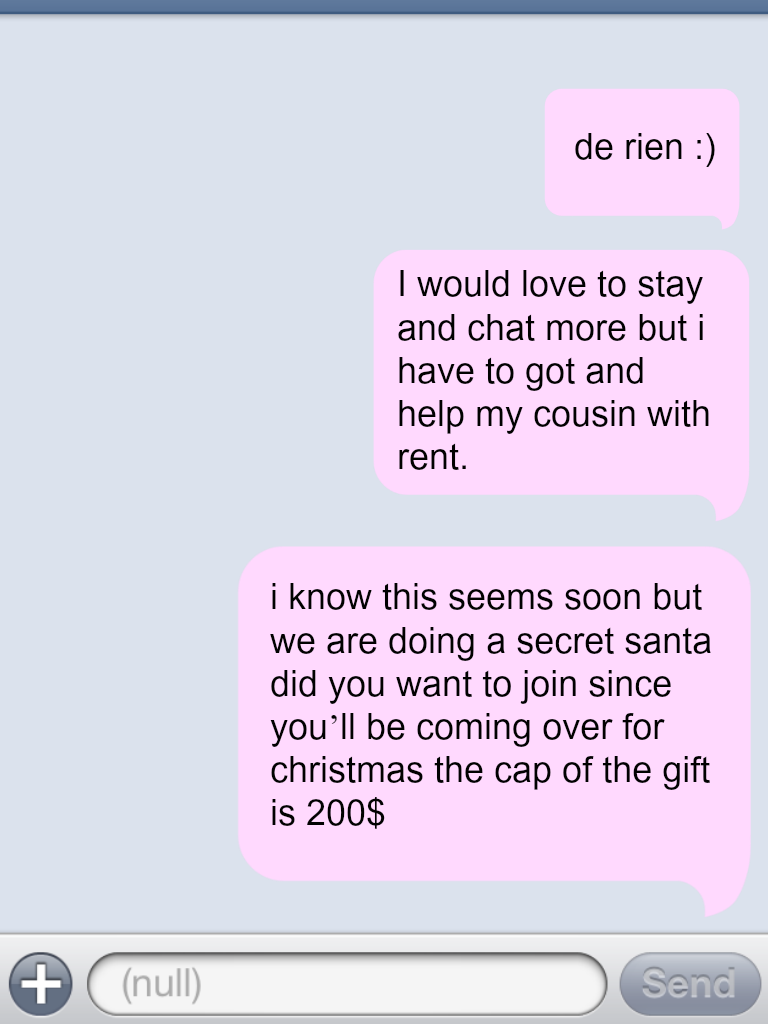 de rien :)
I would love to stay
and chat more but i
have to got and
help my cousin with
rent.
i know this seems soon but
we are doing a secret santa
did you want to join since
you’ll be coming over for
christmas the cap of the gift
is 200$
(null)
Send